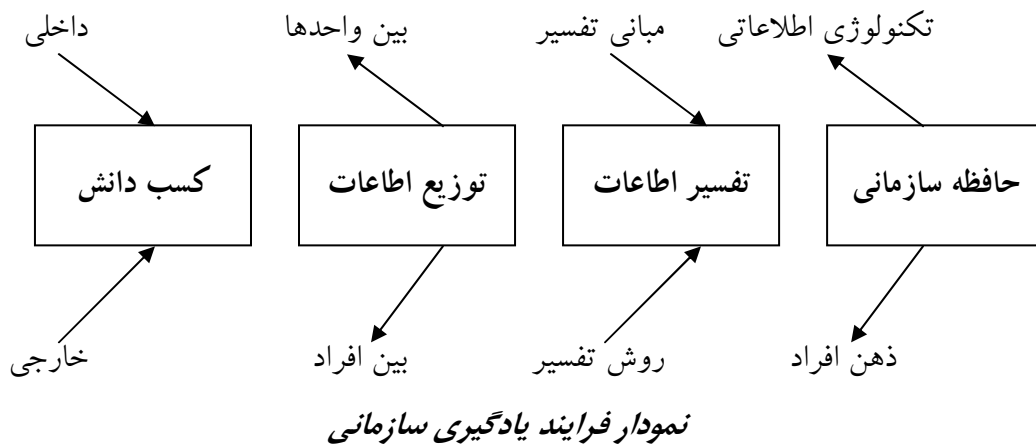 تکنولوژی اطلاعاتی مبانی تفسیر بین واحدها داخلی
حافظه سازمانی تفسیر اطاعات توزیع اطاعات کسب دانش
ذهن افراد روش تفسیر بین افراد خارجی
نمودار فرایند یادگیری سازمانی